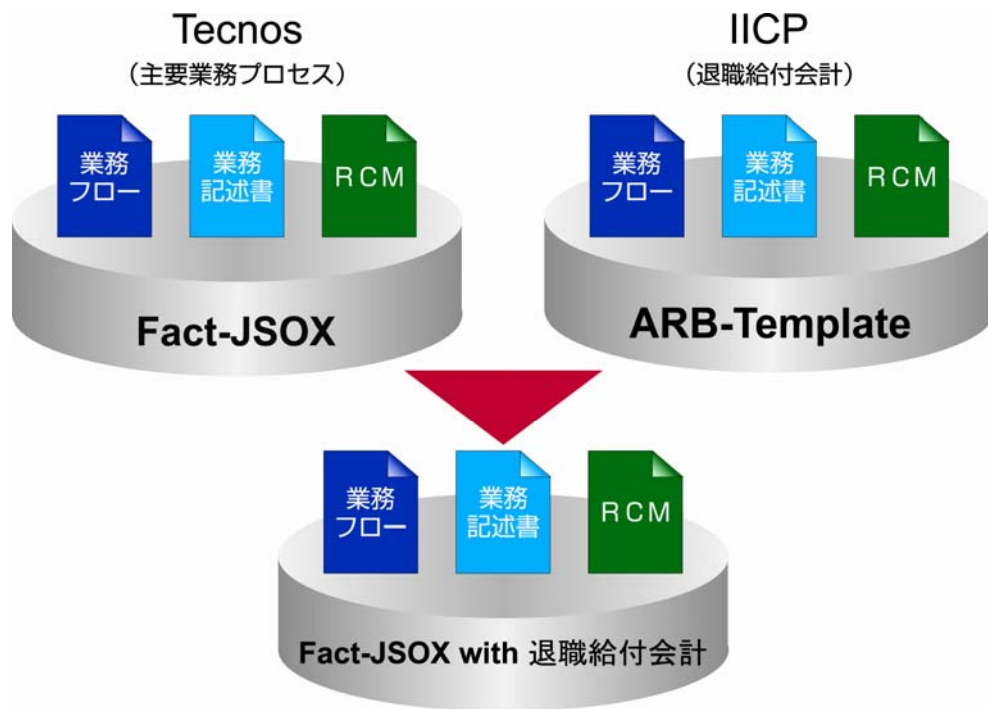 Tecnos
（主要業務プロセス）
業務
フロー
業務
記述書
RCM
Fact-JSOX
IICP
（退職給付会計）
業務
フロー
業務
記述書
RCM
ARB-Template
業務
フロー
業務
記述書
RCM
Fact-JSOX with 退職給付会計